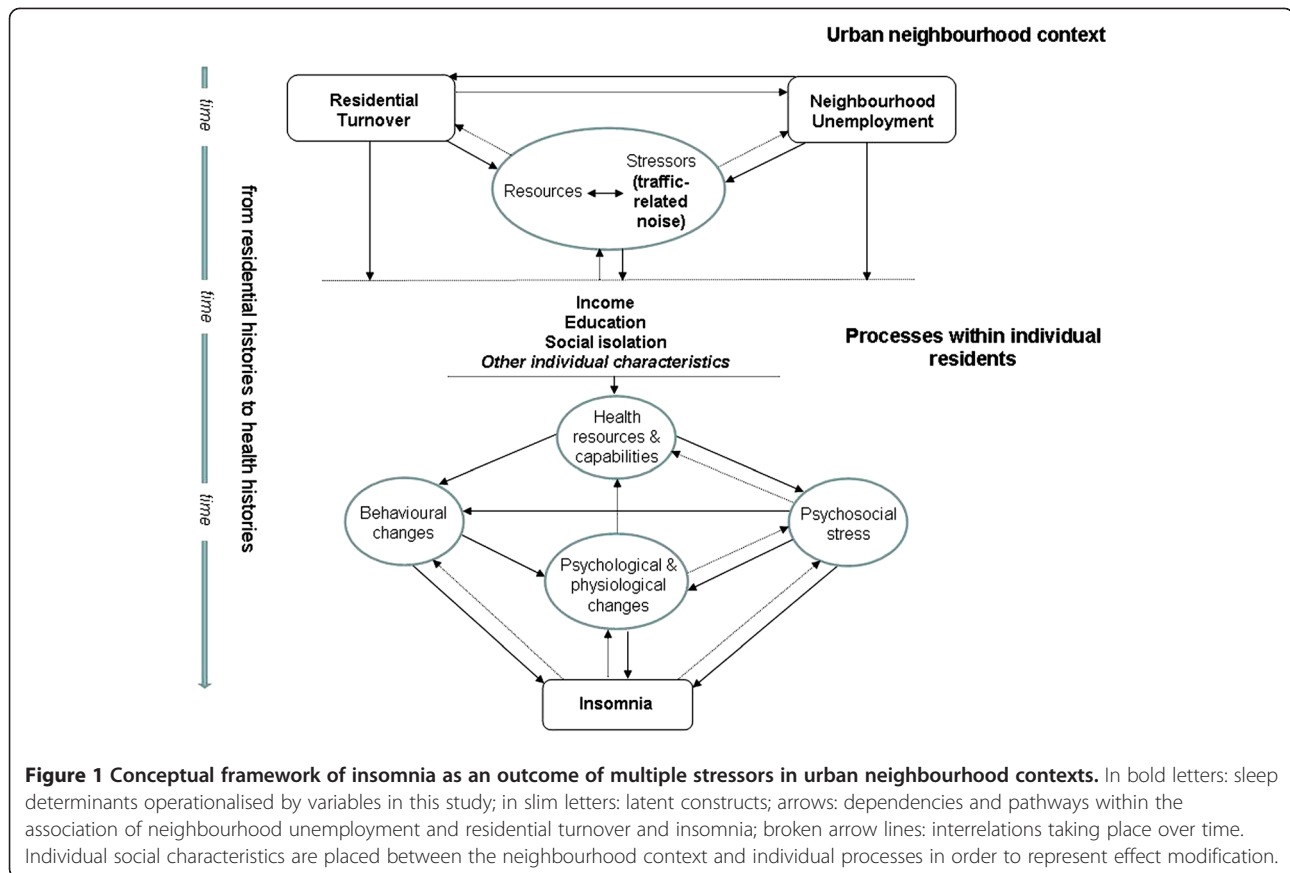 Urban neighbourhood context
time
Residential
Turnover
Neighbourhood
Unemployment
Stressors
(traffic-
related
noise)
Resources
from residential histories to health histories
time
Income
Education
Social isolation
Other individual characteristics
Processes within individual
residents
time
Health
resources &
capabilities
Behavioural
changes
Psychosocial
stress
Psychological &
physiological
changes
time
Insomnia
Figure 1 Conceptual framework of insomnia as an outcome of multiple stressors in urban neighbourhood contexts. In bold letters: sleep
determinants operationalised by variables in this study; in slim letters: latent constructs; arrows: dependencies and pathways within the
association of neighbourhood unemployment and residential turnover and insomnia; broken arrow lines: interrelations taking place over time.
Individual social characteristics are placed between the neighbourhood context and individual processes in order to represent effect modification.